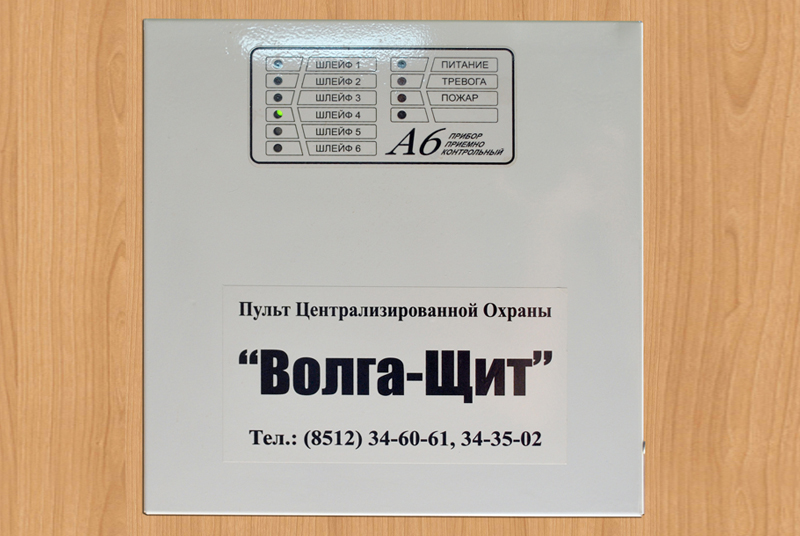 ШЛЕЙФ 1
ШЛЕЙФ 2
ШЛЕЙФ 3
ШЛЕЙФ 4
ШЛЕЙФ 5
ШЛЕЙФ 6
ПИТАНИЕ
ТРЕВОГА
ПОЖАР
А6 ПРИБОР
ПРИЕМНО
КОНТРОЛЬНЫЙ
Пульт Централизированной Охраны
“Волга-Щит”
Тел.: (8512) 34-60-61, 34-35-02